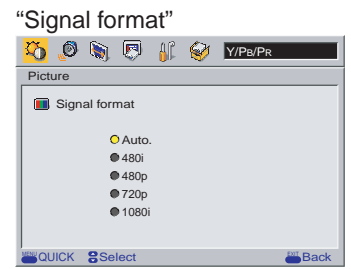 “Signal format”
Y/PB/PR
Picture
Signal format
Auto.
480i
480p
720p
1080i
MENU QUICK Select EXIT Back